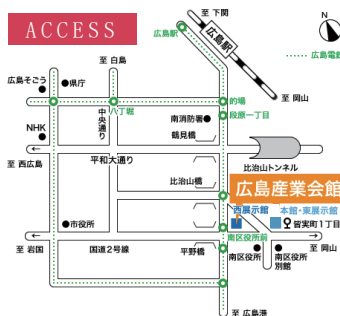 ACCESS
至 下関
N
広島駅
広島駅
広島電鉄
至 白島
至 岡山
広島そごう
県庁
八丁堀
的場
南消防署
段原一丁目
中央通り
鶴見橋
NHK
平和大通り
至 西広島
比治山トンネル
比治山橋
広島産業会館
西展示館
本館・東展示館
市役所
皆実町1丁目
南区役所前
至 岩国
国道2号線
平野橋
南区役所
南区役所別館
至 岡山
至 広島港